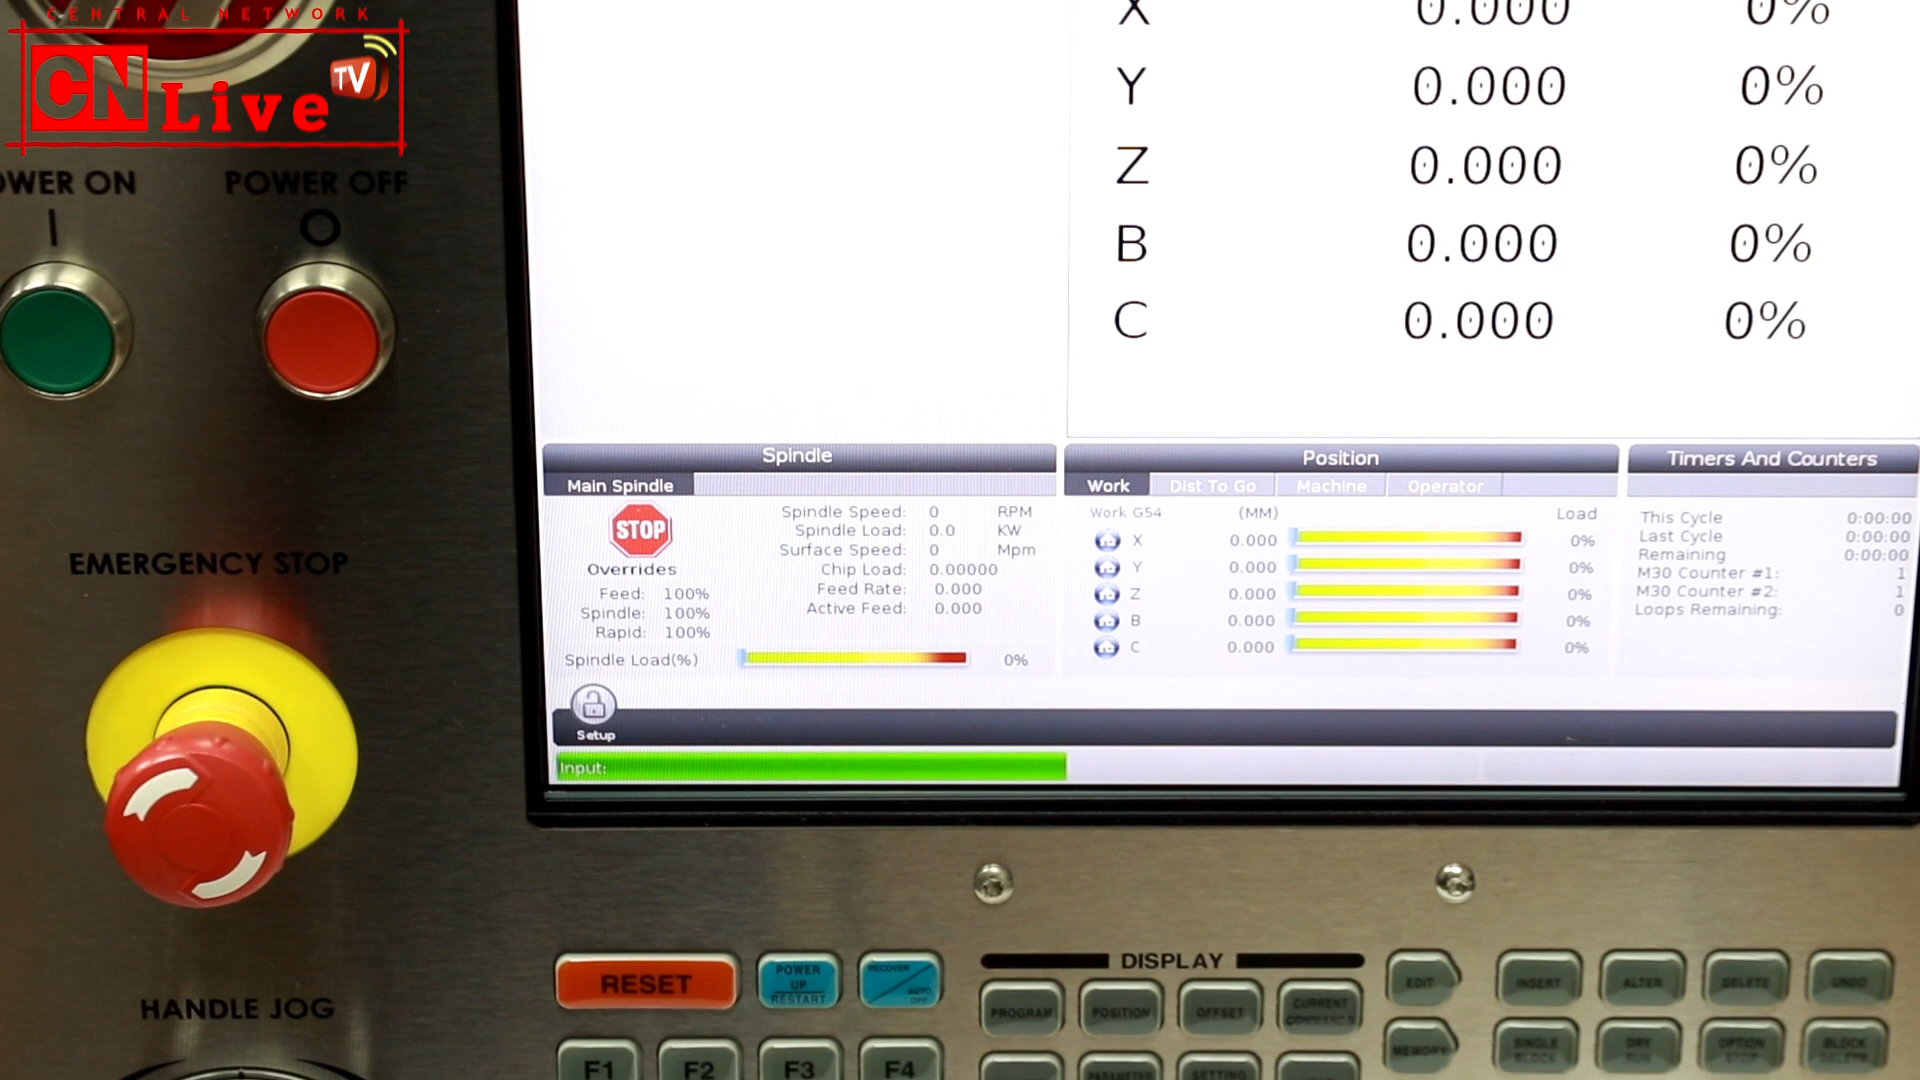 CENTRAL NETWORK
CN Live TV
OWER ON
POWER OFF
EMERGENCY STOP
HANDLE JOG
X 0.000 0%
Y 0.000 0%
Z 0.000 0%
B 0.000 0%
C 0.000 0%
Spindle
Main Spindle
STOP
Overrides
Feed: 100%
Spindle: 100%
Rapid: 100%
Spindle Speed: 0 RPM
Spindle Load: 0.0 KW
Surface Speed: 0 Mpm
Chip Load: 0.00000
Feed Rate: 0.000
Active Feed: 0.000
Spindle Load(%) 0%
Position
Work Dist To Go Machine Operator
Work G54 (MM) Load
X 0.000 0%
Y 0.000 0%
Z 0.000 0%
B 0.000 0%
C 0.000 0%
Timers And Counters
This Cycle 0:00:00
Last Cycle 0:00:00
Remaining 0:00:00
M30 Counter #1: 1
M30 Counter #2: 1
Loops Remaining: 0
Setup
Input:
RESET
POWER
UP
RESTART
RECOVER
AUTO
OFF
F1 F2 F3 F4
DISPLAY
PROGRAM POSITION OFFSET
CURRENT
COMMANDS
EDIT
INSERT ALTER DELETE UNDO
MEMORY
SINGLE
BLOCK
DRY
RUN
OPTION
STOP
BLOCK
DELETE
PARAMETER
SETTING